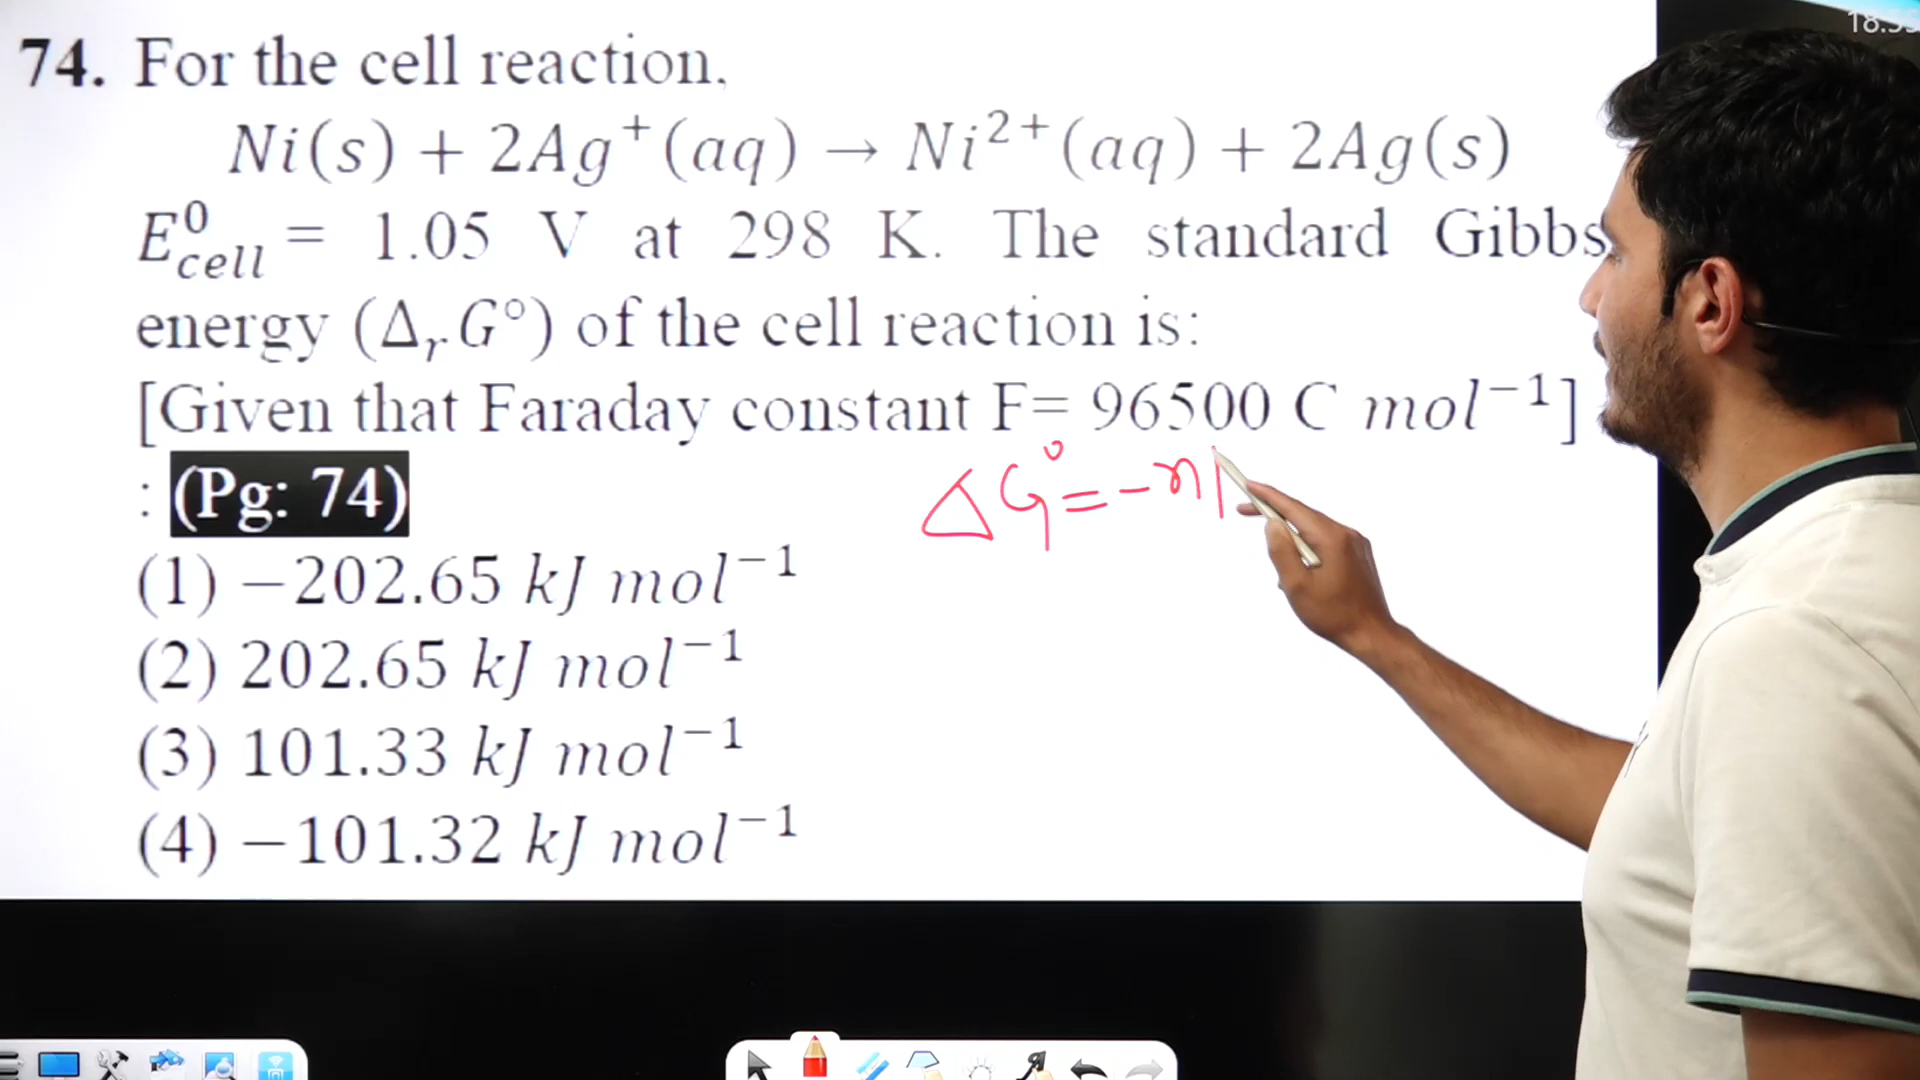 18:5
74. For the cell reaction,
Ni(s) + 2Ag⁺(aq) → Ni²⁺(aq) + 2Ag(s)
E⁰cell = 1.05 V at 298 K. The standard Gibbs
energy (ΔᵣG°) of the cell reaction is:
[Given that Faraday constant F= 96500 C mol⁻¹]
ΔG° = -n
: (Pg: 74)
(1) −202.65 kJ mol⁻¹
(2) 202.65 kJ mol⁻¹
(3) 101.33 kJ mol⁻¹
(4) −101.32 kJ mol⁻¹